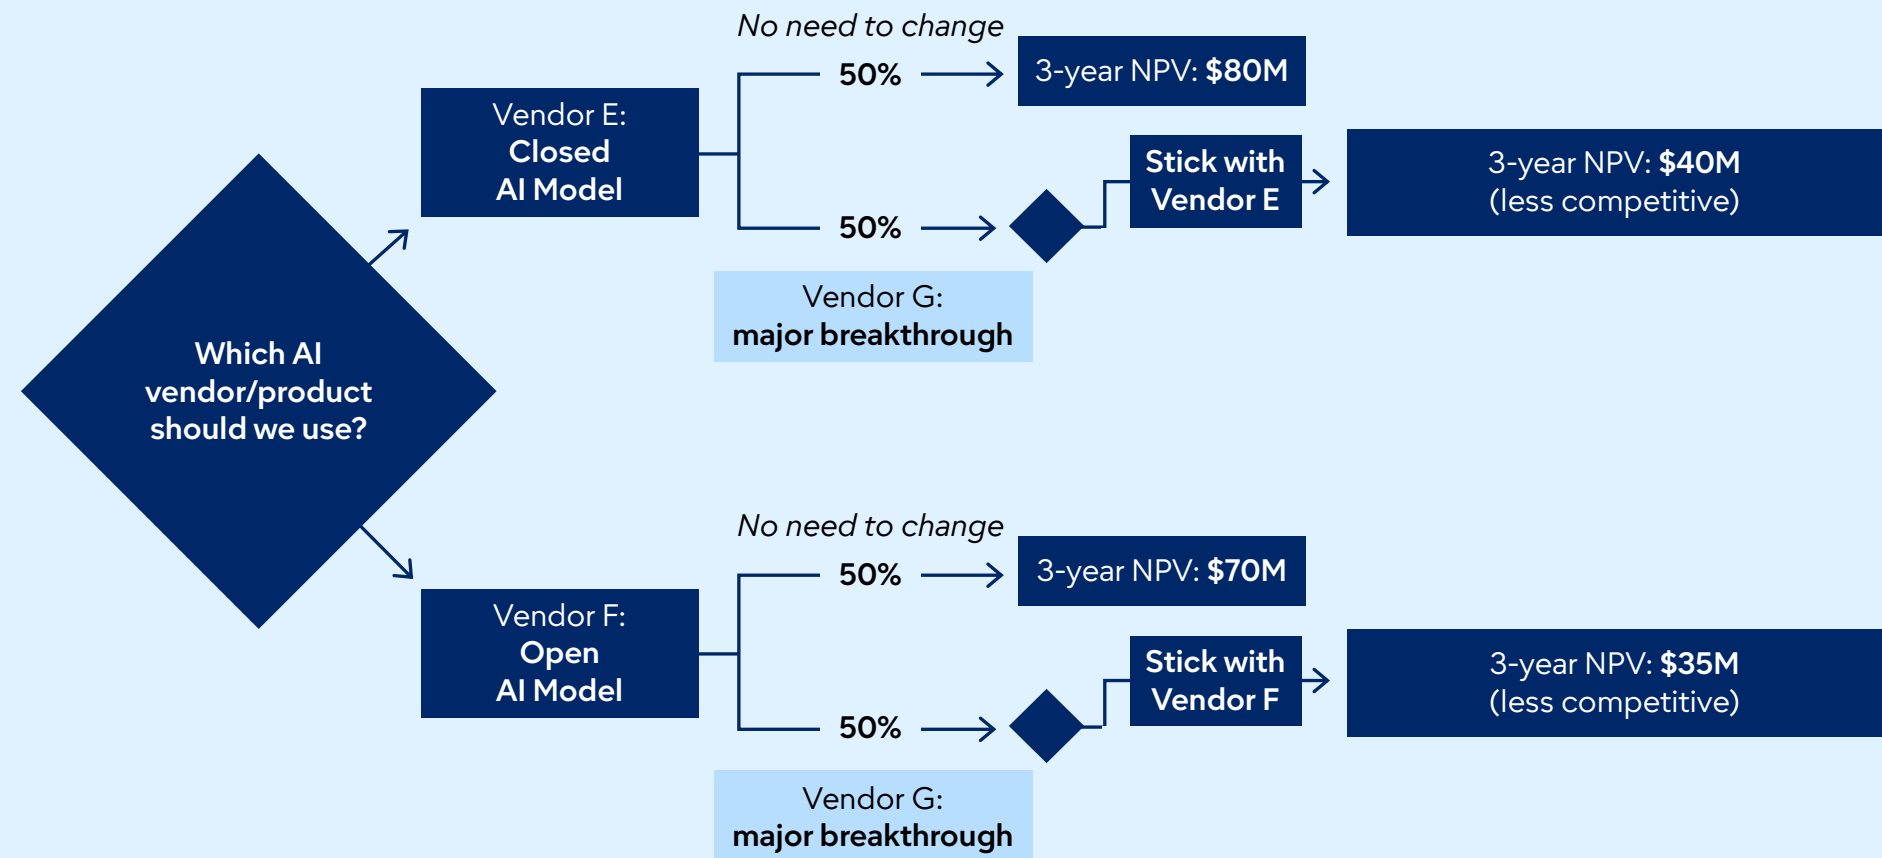 Which AI
vendor/product
should we use?
Vendor E:
Closed
AI Model
No need to change
50%
3-year NPV: $80M
50%
Vendor G:
major breakthrough
Stick with
Vendor E
3-year NPV: $40M
(less competitive)
Vendor F:
Open
AI Model
No need to change
50%
3-year NPV: $70M
50%
Vendor G:
major breakthrough
Stick with
Vendor F
3-year NPV: $35M
(less competitive)